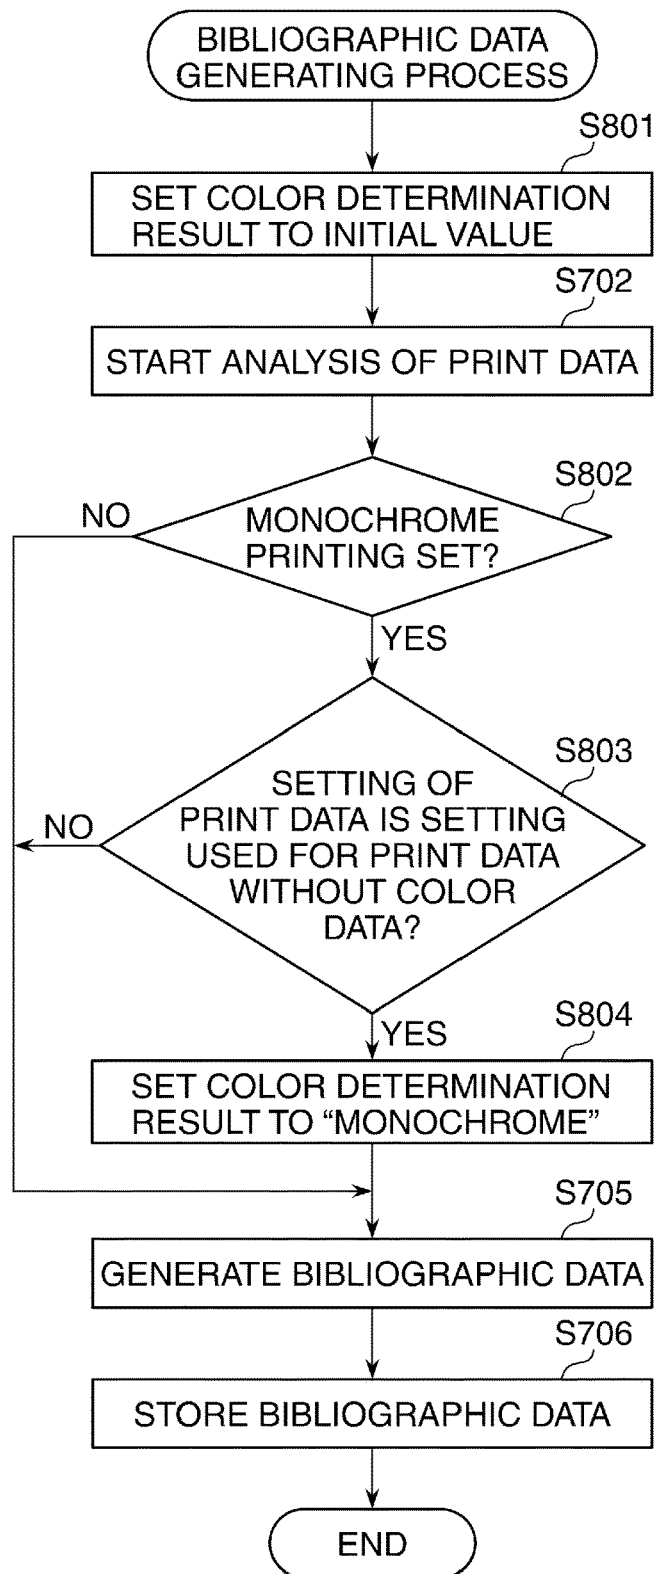 BIBLIOGRAPHIC DATA
GENERATING PROCESS
S801
SET COLOR DETERMINATION
RESULT TO INITIAL VALUE
S702
START ANALYSIS OF PRINT DATA
S802
NO
MONOCHROME
PRINTING SET?
YES
S803
SETTING OF
PRINT DATA IS SETTING
NO
USED FOR PRINT DATA
WITHOUT COLOR
DATA?
YES
S804
SET COLOR DETERMINATION
RESULT TO “MONOCHROME”
S705
GENERATE BIBLIOGRAPHIC DATA
S706
STORE BIBLIOGRAPHIC DATA
END